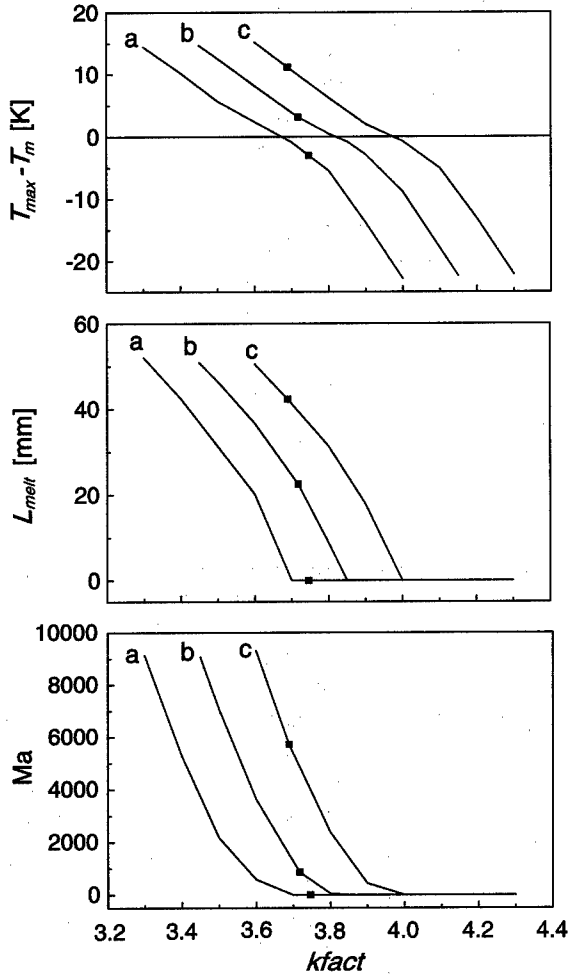 20
10
0
-10
-20
T_max-T_m [K]
a
b
c
60
40
20
0
L_melt [mm]
a
b
c
10000
8000
6000
4000
2000
0
Ma
a
b
c
3.2 3.4 3.6 3.8 4.0 4.2 4.4
kfact